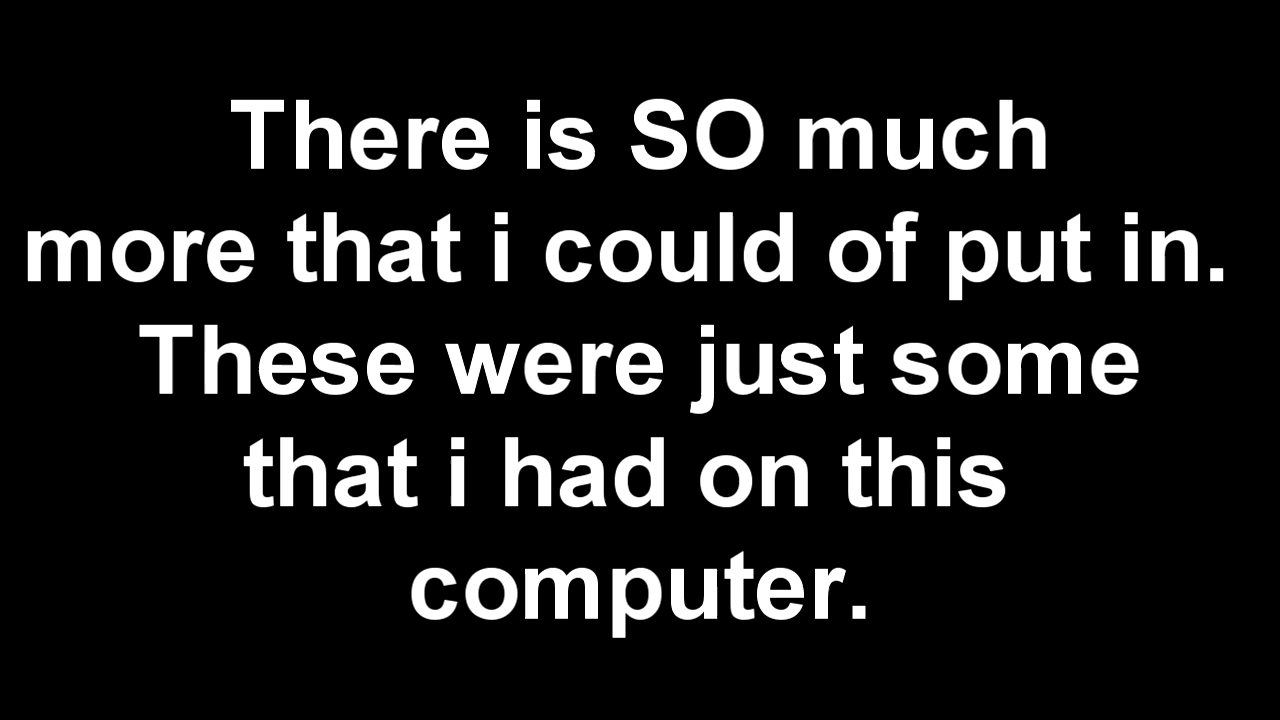 There is SO much
more that i could of put in.
These were just some
that i had on this
computer.